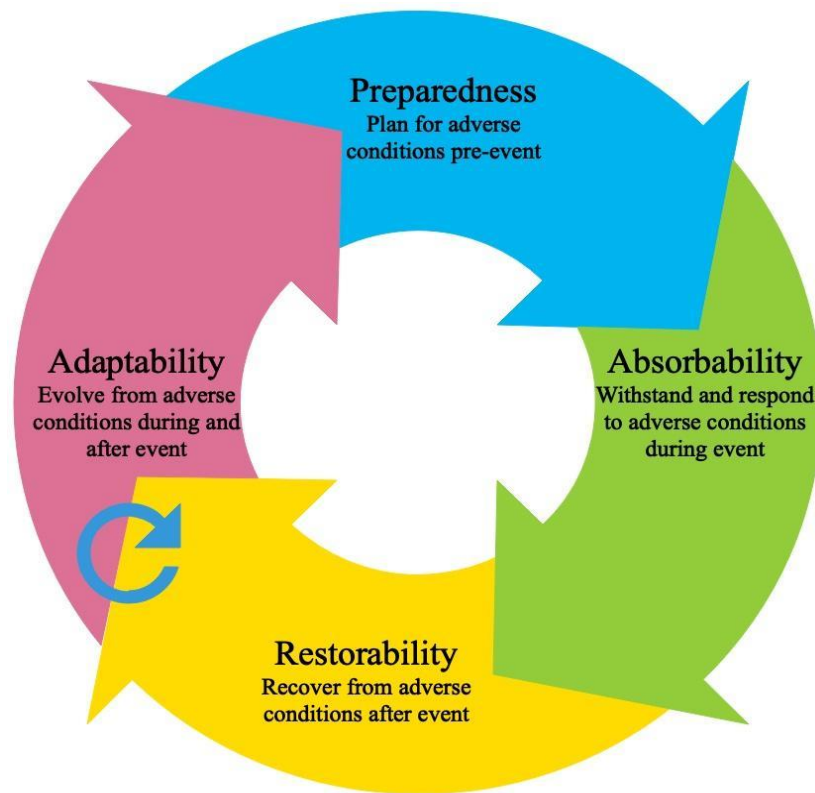 Preparedness
Plan for adverse
conditions pre-event
Absorbability
Withstand and respond
to adverse conditions
during event
Restorability
Recover from adverse
conditions after event
Adaptability
Evolve from adverse
conditions during and
after event